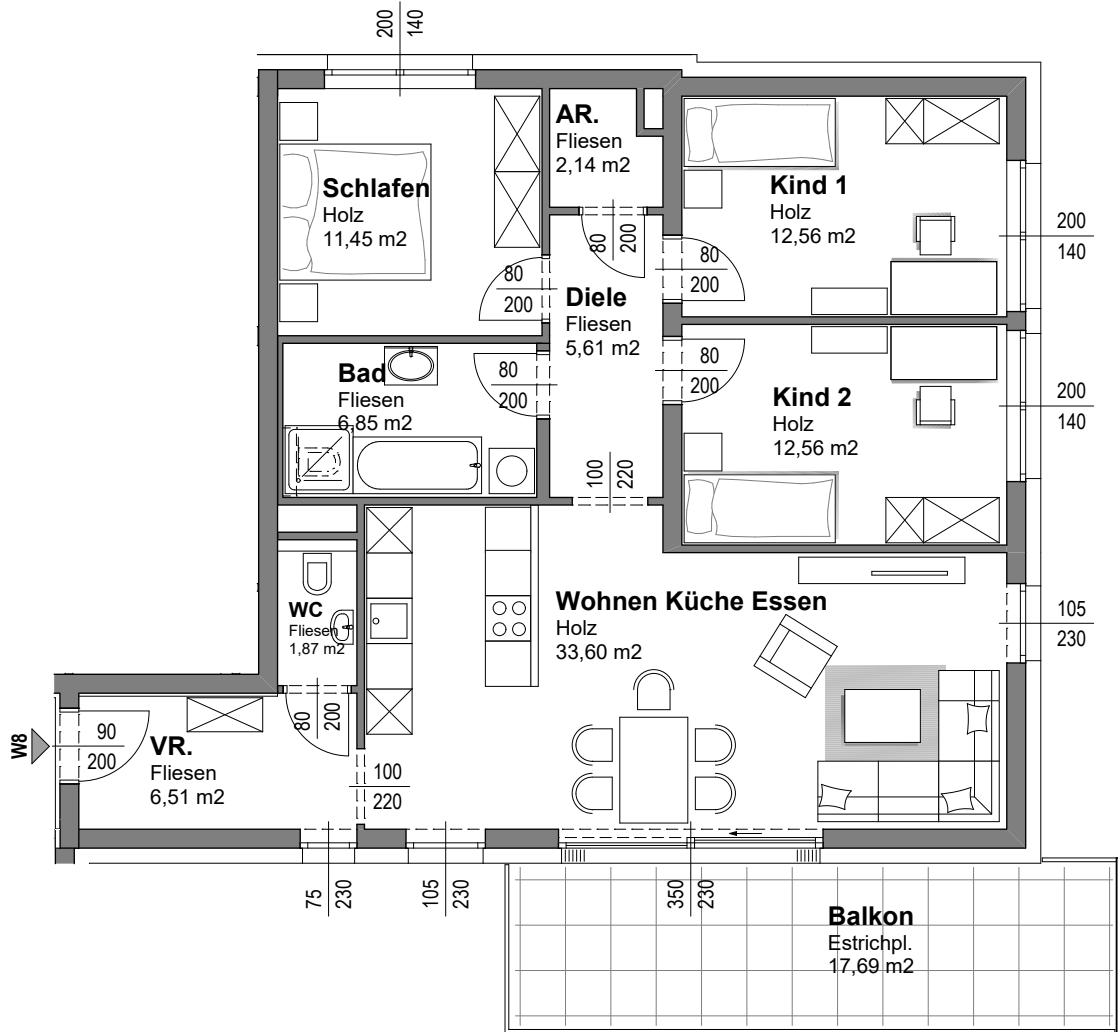 200
140
AR.
Fliesen
2,14 m2
Schlafen
Holz
11,45 m2
Kind 1
Holz
12,56 m2
200
140
80
200
80
200
80
200
Diele
Fliesen
5,61 m2
Bad
Fliesen
6,85 m2
80
200
80
200
Kind 2
Holz
12,56 m2
200
140
100
220
WC
Fliesen
1,87 m2
Wohnen Küche Essen
Holz
33,60 m2
105
230
W8
90
200
VR.
Fliesen
6,51 m2
80
200
100
220
75
230
105
230
350
230
Balkon
Estrichpl.
17,69 m2